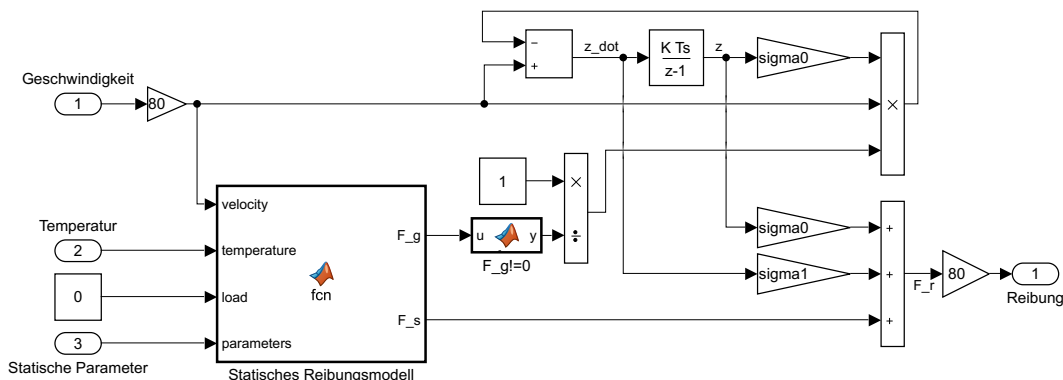 −
+
z_dot
K Ts
z-1
z
sigma0
Geschwindigkeit
1
80
×
1
×
÷
velocity
Temperatur
2
temperature
F_g
u
y
F_g!=0
sigma0
+
fcn
sigma1
+
F_r
80
1
Reibung
0
load
F_s
+
3
parameters
Statische Parameter
Statisches Reibungsmodell